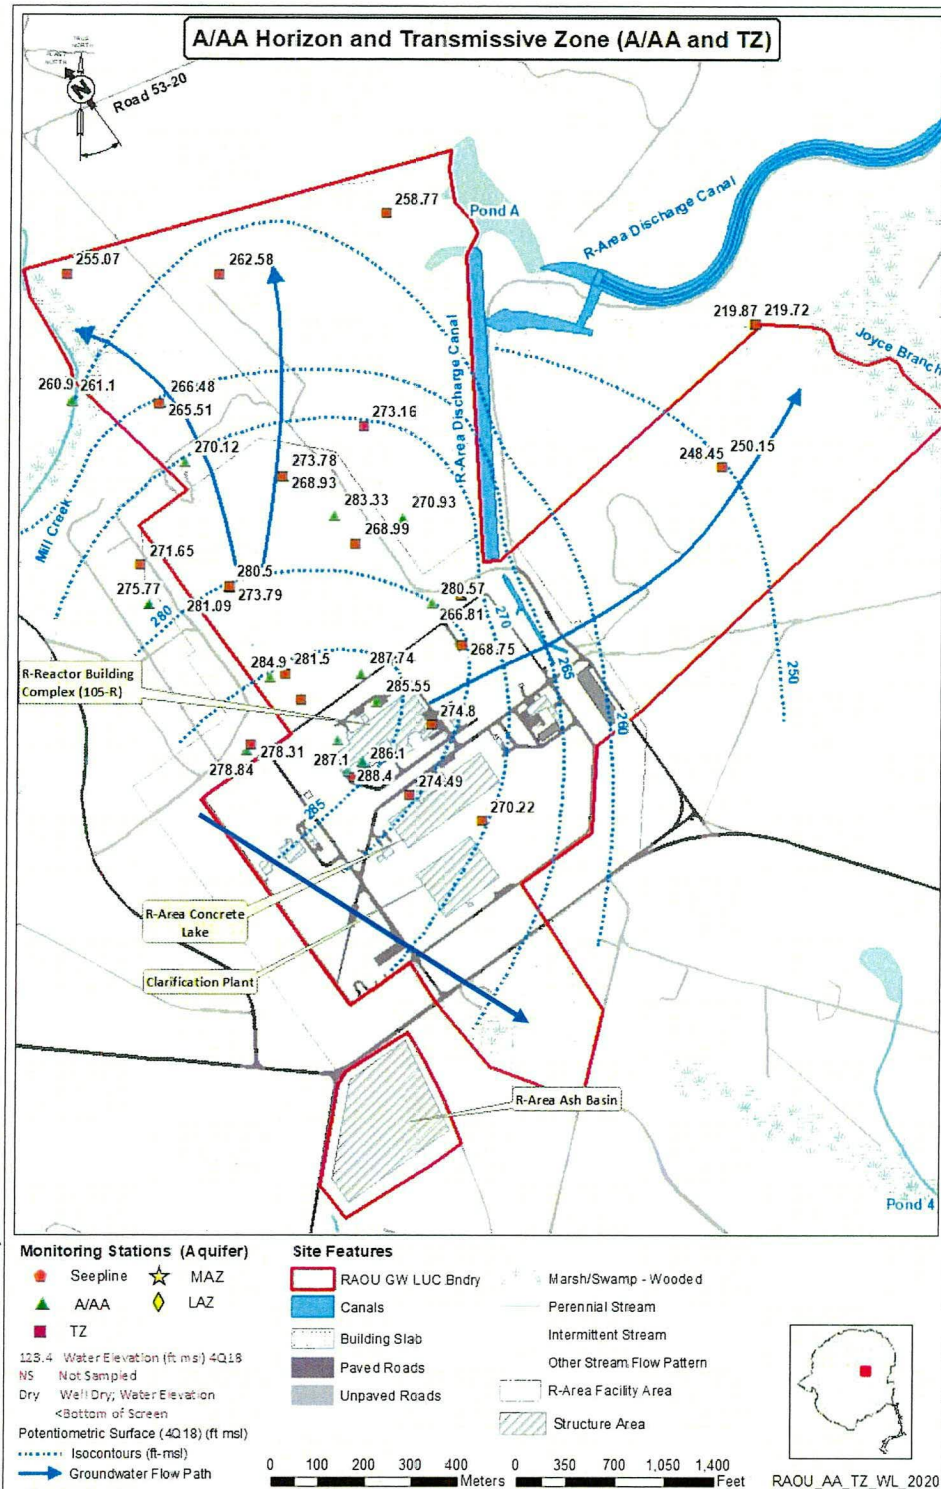 A/AA Horizon and Transmissive Zone (A/AA and TZ)
TRUE NORTH
PLANT NORTH
N
Road 53-20
258.77
Pond A
R-Area Discharge Canal
255.07
262.58
219.87 219.72
Joyce Branch
R-Area Discharge Canal
260.9 261.1
266.48
265.51
273.16
270.12
248.45 250.15
273.78
268.93
283.33 270.93
268.99
Mill Creek
271.65
280.5
273.79
275.77
280 281.09
280.57
266.81
270
268.75
265
250
260
R-Reactor Building
Complex (105-R)
284.9 281.5 287.74
285.55
274.8
278.31
278.84
287.1 286.1
288.4
274.49
285
270.22
R-Area Concrete
Lake
Clarification Plant
R-Area Ash Basin
Pond 4
Monitoring Stations (Aquifer)
Seepline MAZ
A/AA LAZ
TZ
123.4 Water Elevation (ft msl) 4Q18
NS Not Sampled
Dry Well Dry; Water Elevation
<Bottom of Screen
Potentiometric Surface (4Q18) (ft msl)
Isocontours (ft-msl)
Groundwater Flow Path
Site Features
RAOU GW LUC Bndry
Canals
Building Slab
Paved Roads
Unpaved Roads
Marsh/Swamp - Wooded
Perennial Stream
Intermittent Stream
Other Stream Flow Pattern
R-Area Facility Area
Structure Area
0 100 200 300 400
Meters
0 350 700 1,050 1,400
Feet
RAOU_AA_TZ_WL_2020